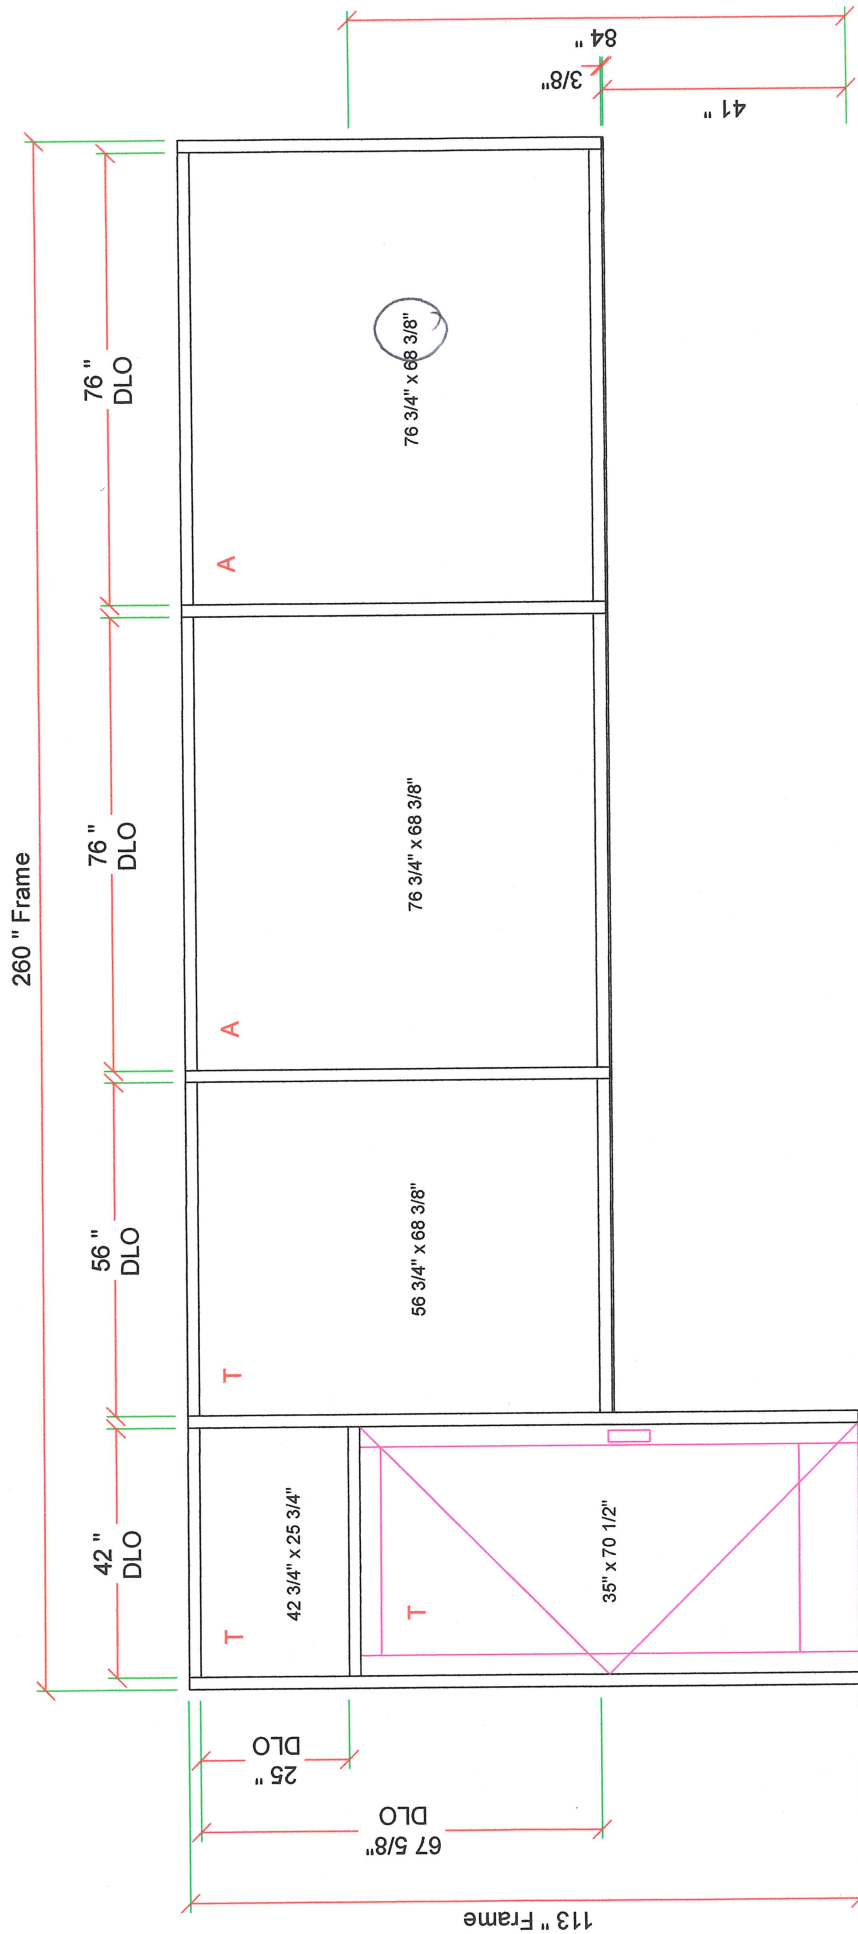 260 " Frame
42 "
DLO
56 "
DLO
76 "
DLO
76 "
DLO
T
T
A
A
42 3/4" x 25 3/4"
56 3/4" x 68 3/8"
76 3/4" x 68 3/8"
76 3/4" x 68 3/8"
T
35" x 70 1/2"
25 "
DLO
67 5/8"
DLO
113 " Frame
84 "
3/8"
41 "